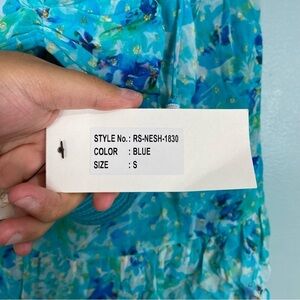 STYLE No. : RS-NESH-1830
COLOR : BLUE
SIZE : S